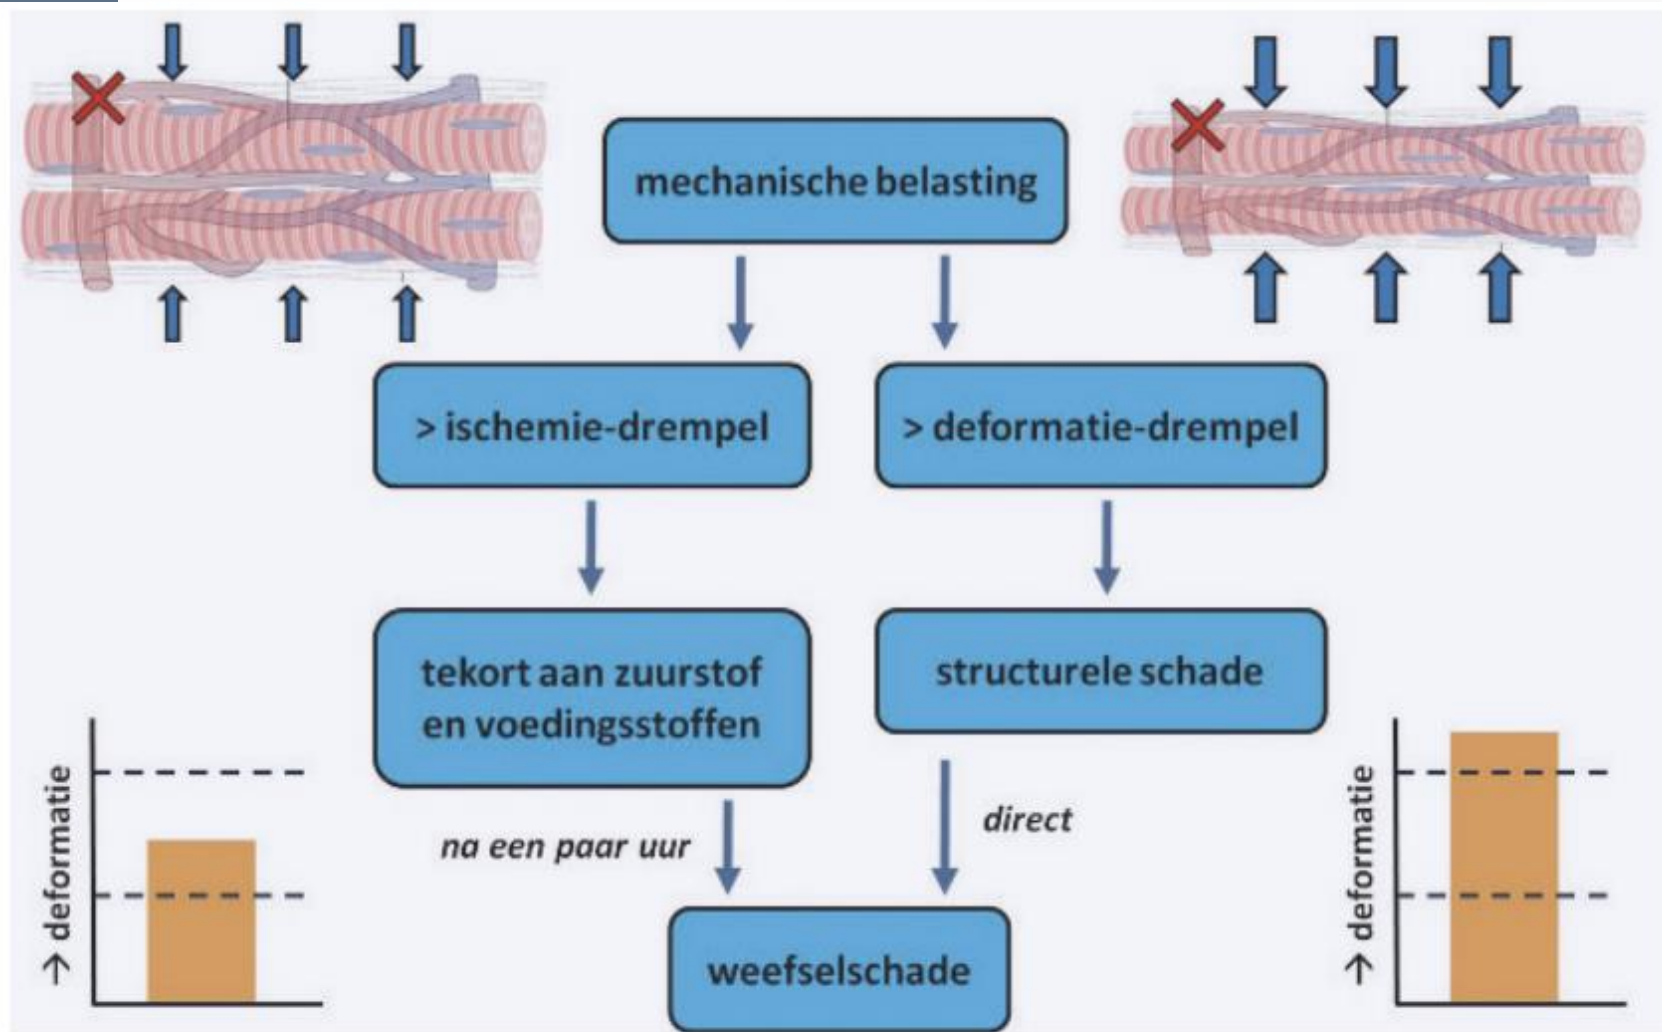 mechanische belasting
> ischemie-drempel
> deformatie-drempel
tekort aan zuurstof
en voedingsstoffen
structurele schade
na een paar uur
direct
weefselschade
→ deformatie
→ deformatie